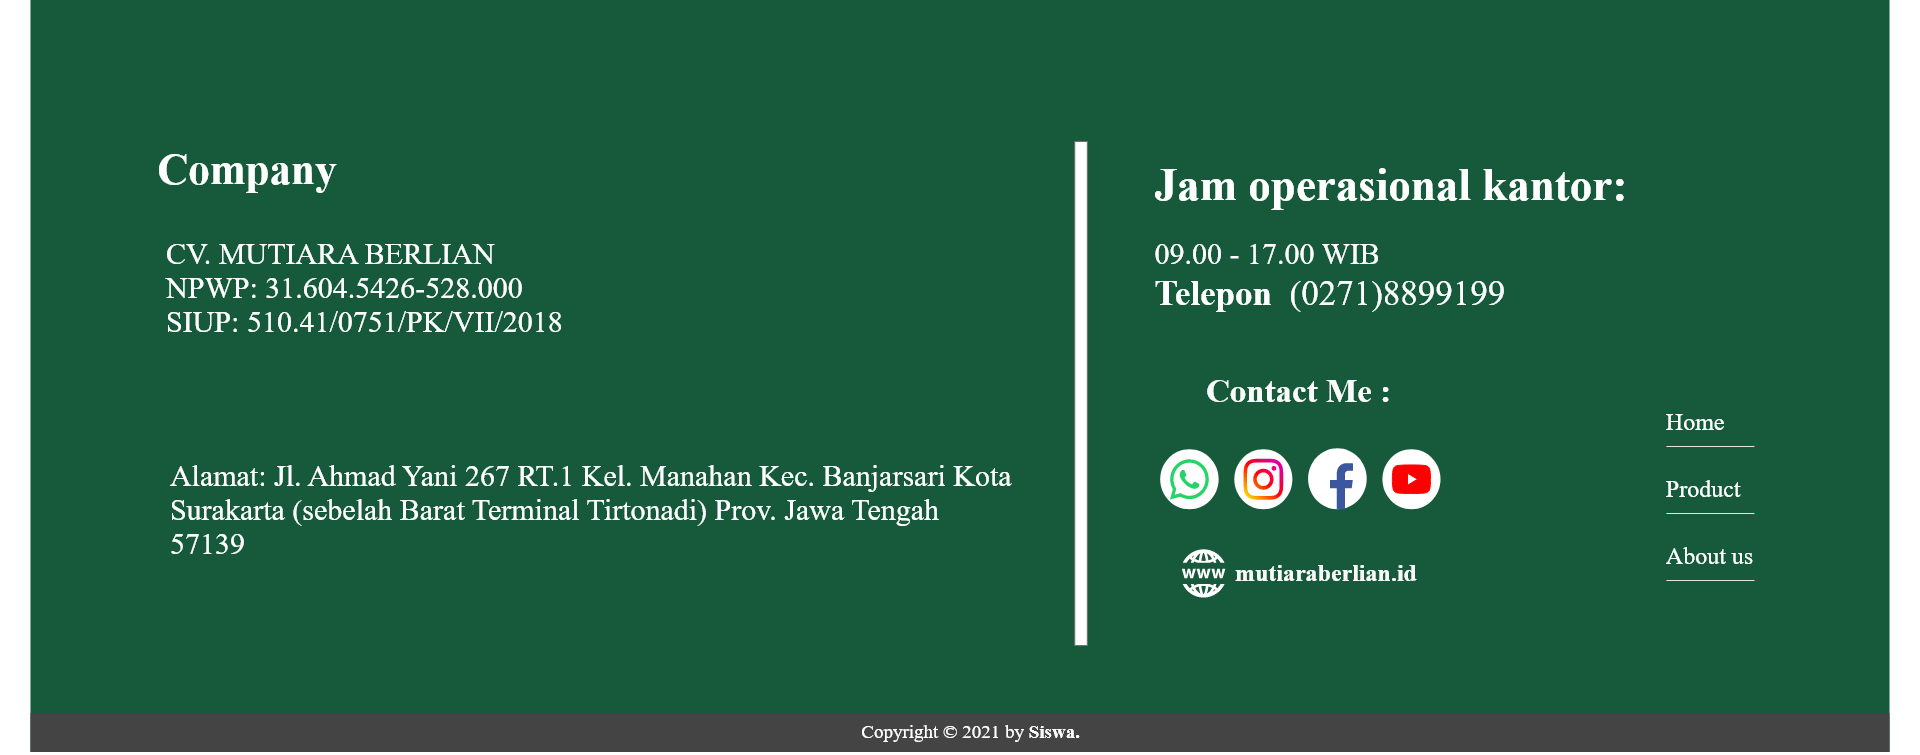 Company
CV. MUTIARA BERLIAN
NPWP: 31.604.5426-528.000
SIUP: 510.41/0751/PK/VII/2018
Alamat: Jl. Ahmad Yani 267 RT.1 Kel. Manahan Kec. Banjarsari Kota
Surakarta (sebelah Barat Terminal Tirtonadi) Prov. Jawa Tengah
57139
Jam operasional kantor:
09.00 - 17.00 WIB
Telepon (0271)8899199
Contact Me :
www mutiaraberlian.id
Home
Product
About us
Copyright © 2021 by Siswa.